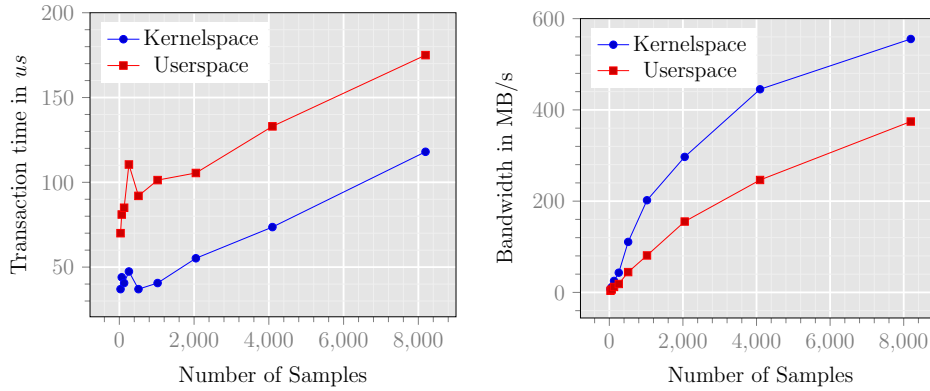 200
150
100
50
0
2,000
4,000
6,000
8,000
Number of Samples
Transaction time in us
Kernelspace
Userspace
600
400
200
0
0
2,000
4,000
6,000
8,000
Number of Samples
Bandwidth in MB/s
Kernelspace
Userspace